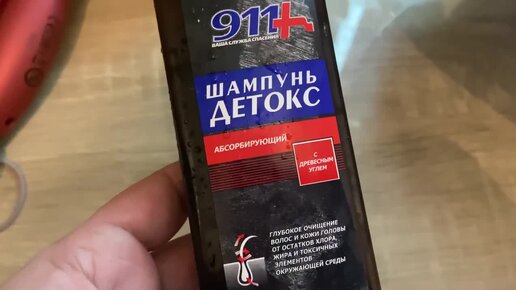 911+
ВАША СЛУЖБА СПАСЕНИЯ
ШАМПУНЬ
ДЕТОКС
АБСОРБИРУЮЩИЙ
С
ДРЕВЕСНЫМ
УГЛЕМ
ГЛУБОКОЕ ОЧИЩЕНИЕ
ВОЛОС И КОЖИ ГОЛОВЫ
ОТ ОСТАТКОВ ХЛОРА,
ЖИРА И ТОКСИЧНЫХ
ЭЛЕМЕНТОВ
ОКРУЖАЮЩЕЙ СРЕДЫ